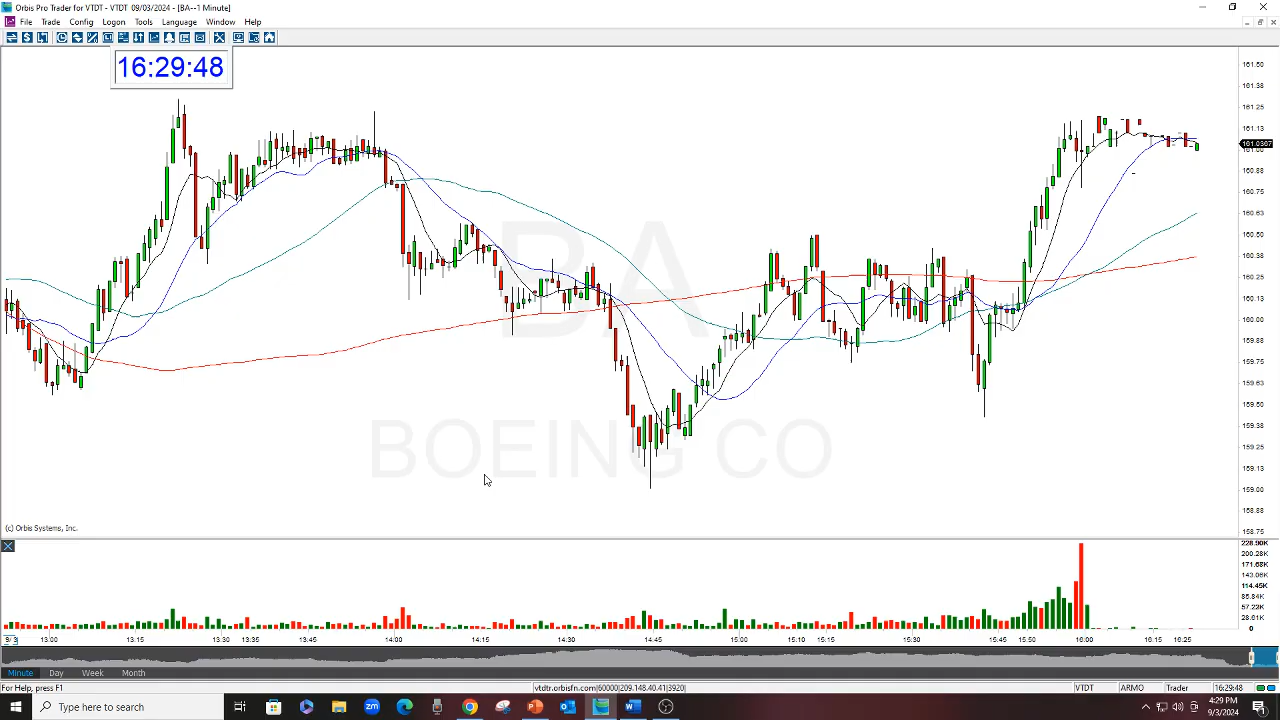 Orbis Pro Trader for VTDT - VTDT 09/03/2024 - [BA--1 Minute]
File Trade Config Logon Tools Language Window Help
16:29:48
161.50
161.38
161.25
161.13
161.0307
160.88
160.75
160.63
160.50
160.38
160.25
160.13
160.00
159.88
159.75
159.63
159.50
159.38
159.25
159.13
159.00
158.88
158.75
BA
BOEING CO
(c) Orbis Systems, Inc.
228.90K
200.28K
171.68K
143.06K
114.45K
85.84K
57.22K
28.61K
0
9/3 13:00 13:15 13:30 13:35 13:45 14:00 14:15 14:30 14:45 15:00 15:10 15:15 15:30 15:45 15:50 16:00 16:15 16:25
Minute Day Week Month
For Help, press F1 vtdtr.orbisfn.com|60000|209.148.40.41|3920| VTDT ARMO Trader 16:29:48
Type here to search
4:29 PM
9/3/2024